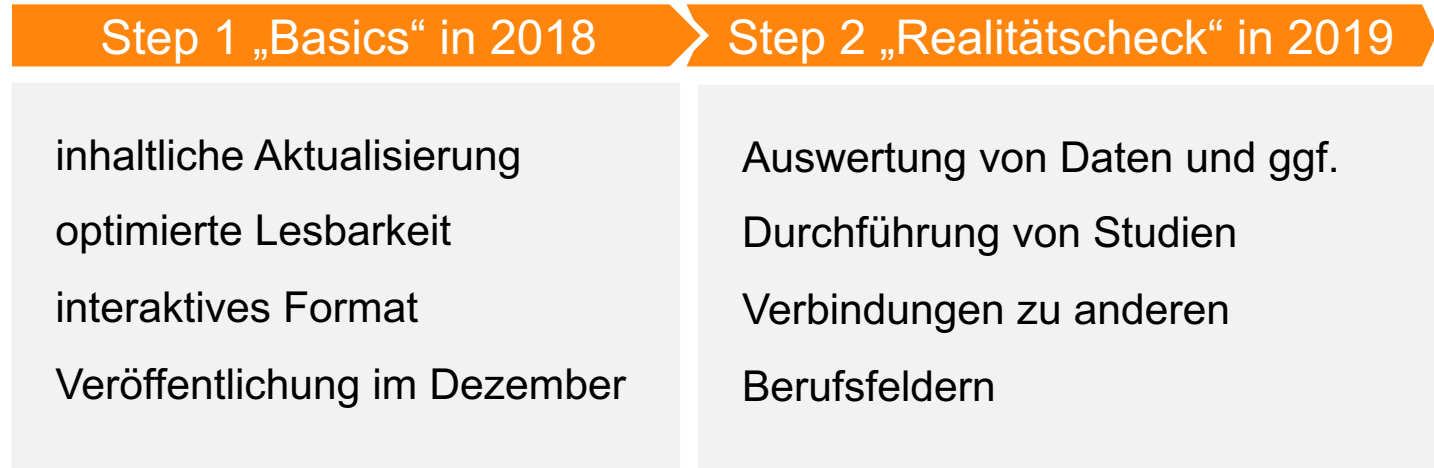 Step 1 „Basics“ in 2018
inhaltliche Aktualisierung
optimierte Lesbarkeit
interaktives Format
Veröffentlichung im Dezember
Step 2 „Realitätscheck“ in 2019
Auswertung von Daten und ggf.
Durchführung von Studien
Verbindungen zu anderen
Berufsfeldern